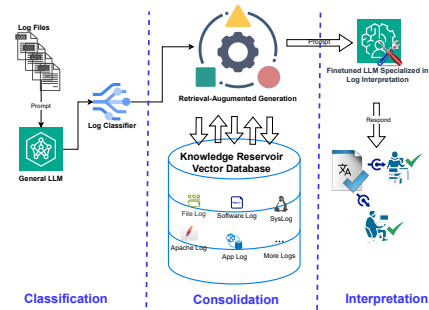 Log Files
Prompt
General LLM
Log Classifier
Retrieval-Augmented Generation
Prompt
Finetuned LLM Specialized in
Log Interpretation
Respond
Knowledge Reservoir
Vector Database
File Log
Software Log
SysLog
Apache Log
App Log
More Logs
Classification
Consolidation
Interpretation